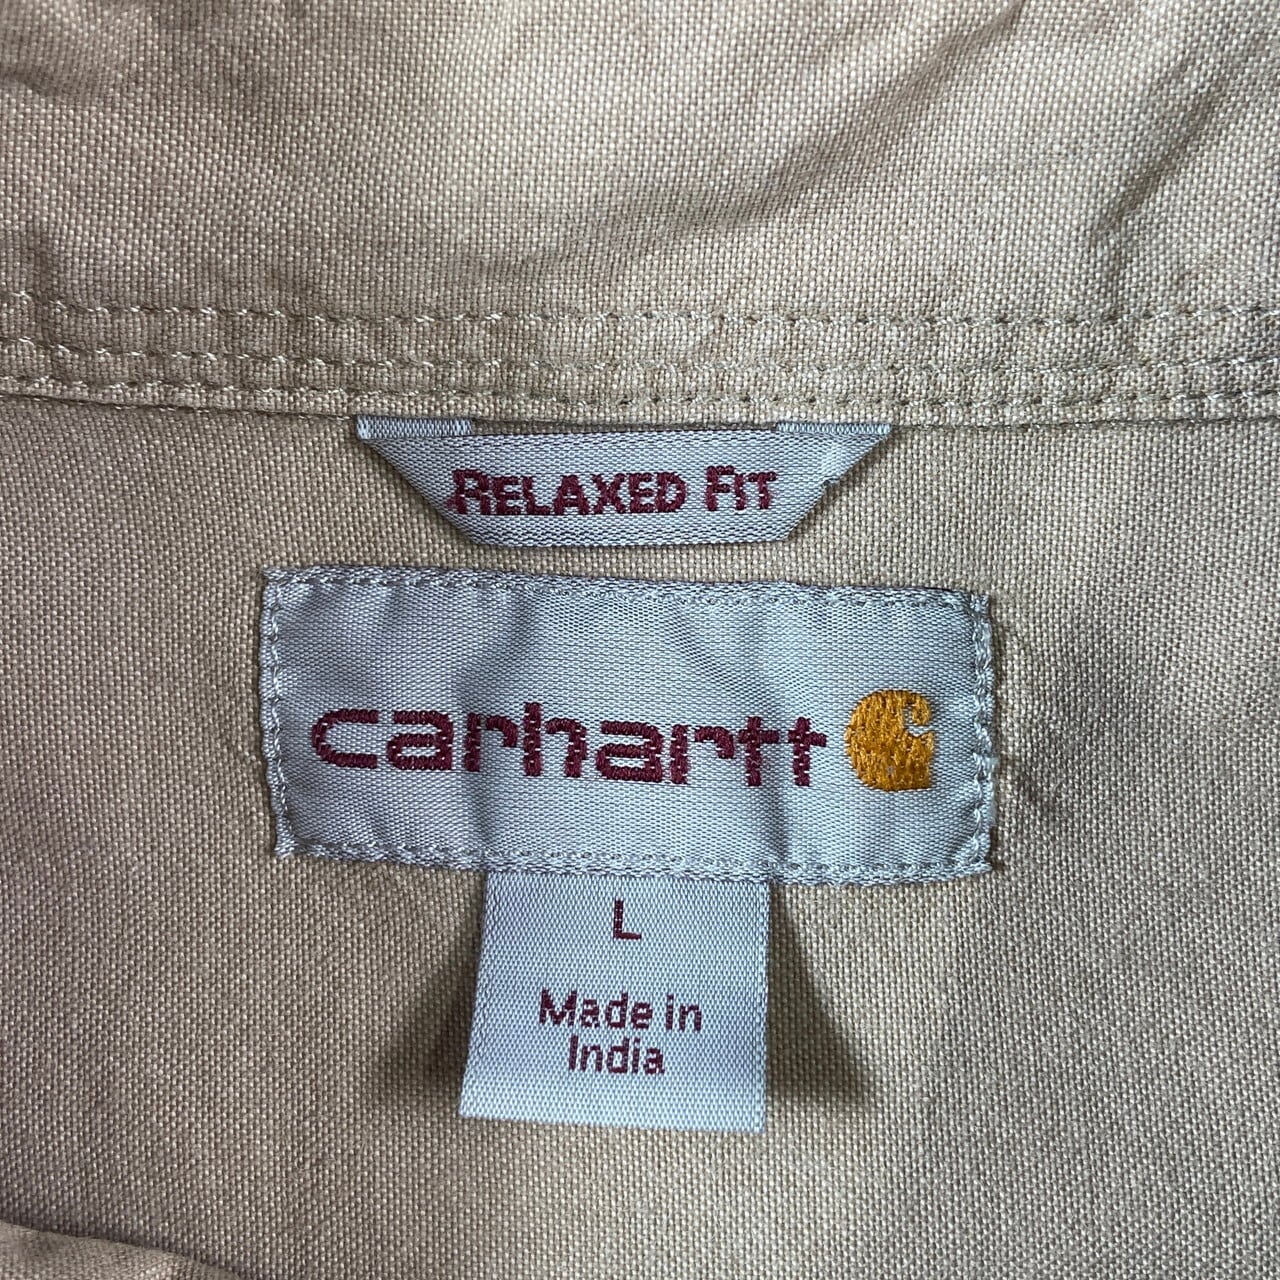 RELAXED FIT
carhartt
L
Made in
India